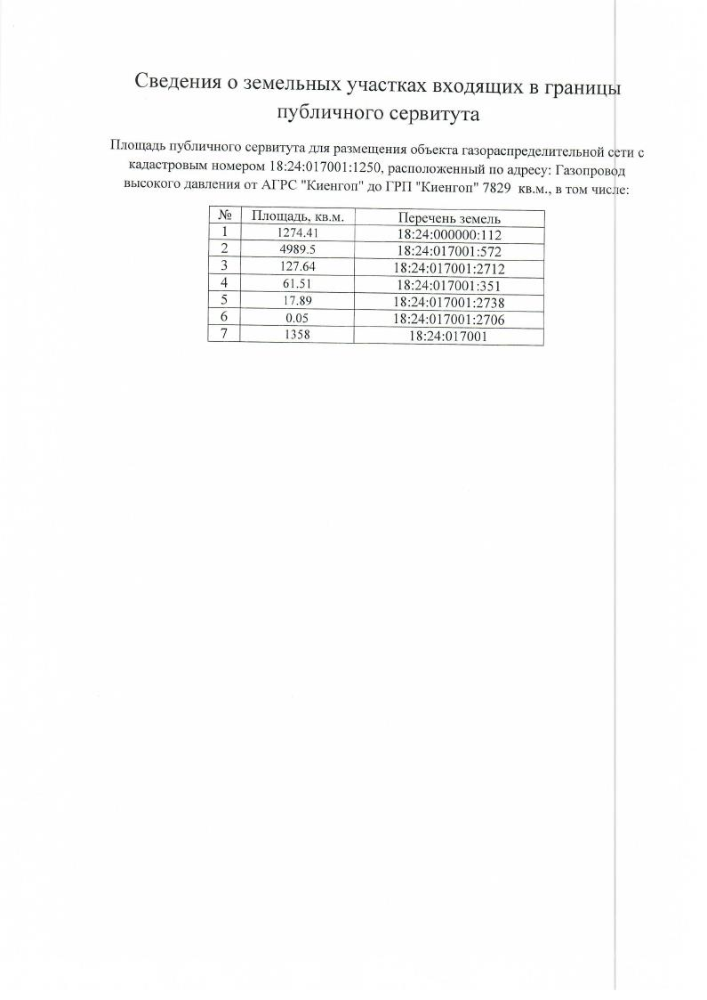 Сведения о земельных участках входящих в границы
публичного сервитута
Площадь публичного сервитута для размещения объекта газораспределительной сети с
кадастровым номером 18:24:017001:1250, расположенный по адресу: Газопровод
высокого давления от АГРС "Киенгоп" до ГРП "Киенгоп" 7829 кв.м., в том числе:
№ Площадь, кв.м. Перечень земель
1 1274.41 18:24:000000:112
2 4989.5 18:24:017001:572
3 127.64 18:24:017001:2712
4 61.51 18:24:017001:351
5 17.89 18:24:017001:2738
6 0.05 18:24:017001:2706
7 1358 18:24:017001